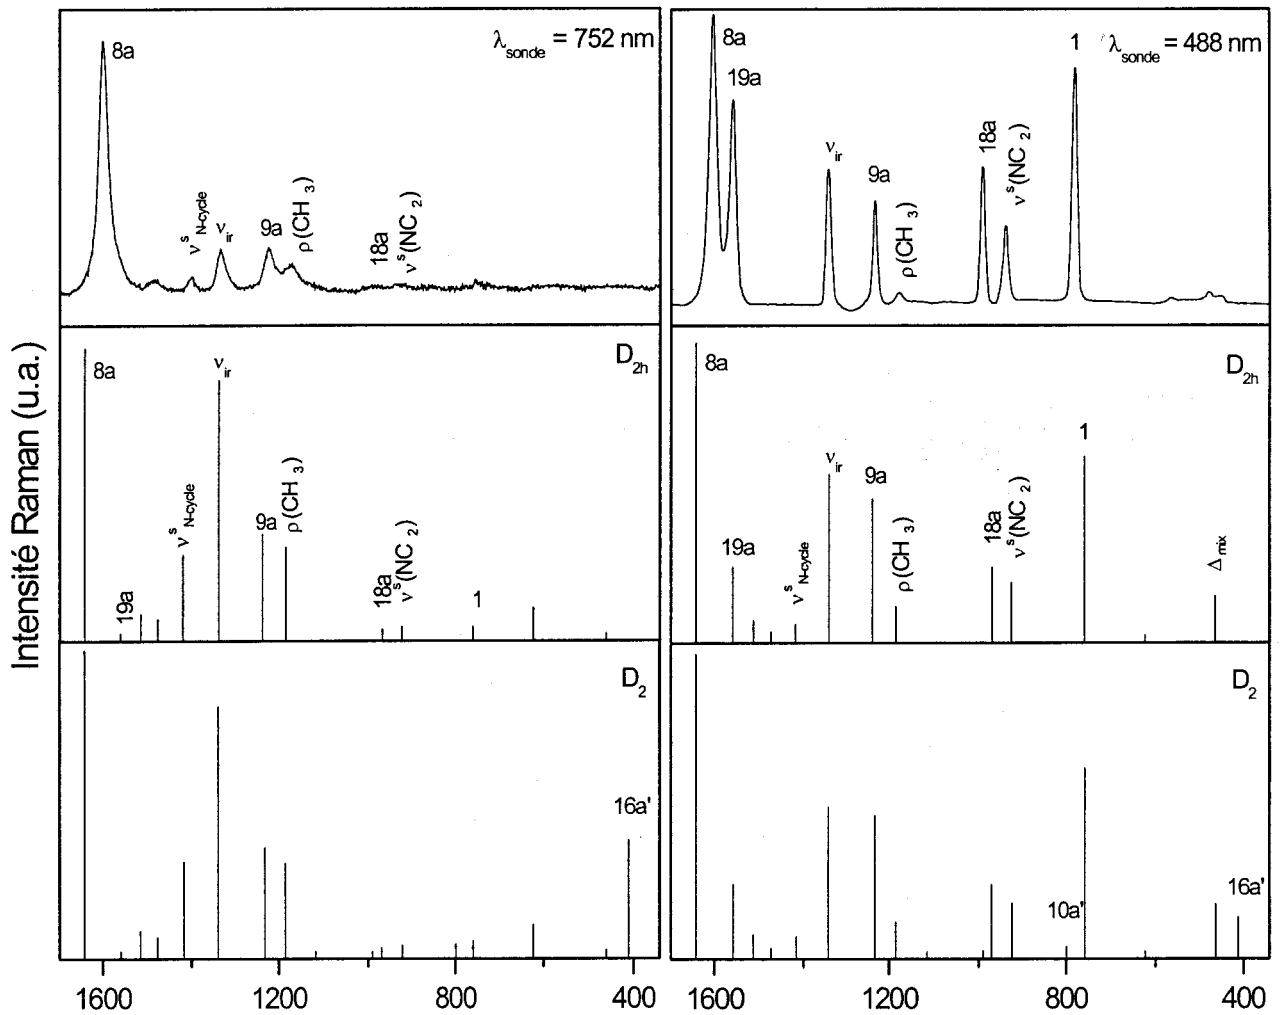 Intensité Raman (u.a.)
λsonde = 752 nm
8a
νsN-cycle
νir
9a
ρ(CH3)
18a
νs(NC2)
λsonde = 488 nm
8a
19a
νir
9a
ρ(CH3)
18a
νs(NC2)
1
D2h
8a
19a
νsN-cycle
νir
9a
ρ(CH3)
18a
νs(NC2)
1
D2h
8a
19a
νsN-cycle
νir
9a
ρ(CH3)
18a
νs(NC2)
1
Δmix
D2
16a'
D2
10a'
16a'
1600 1200 800 400
1600 1200 800 400